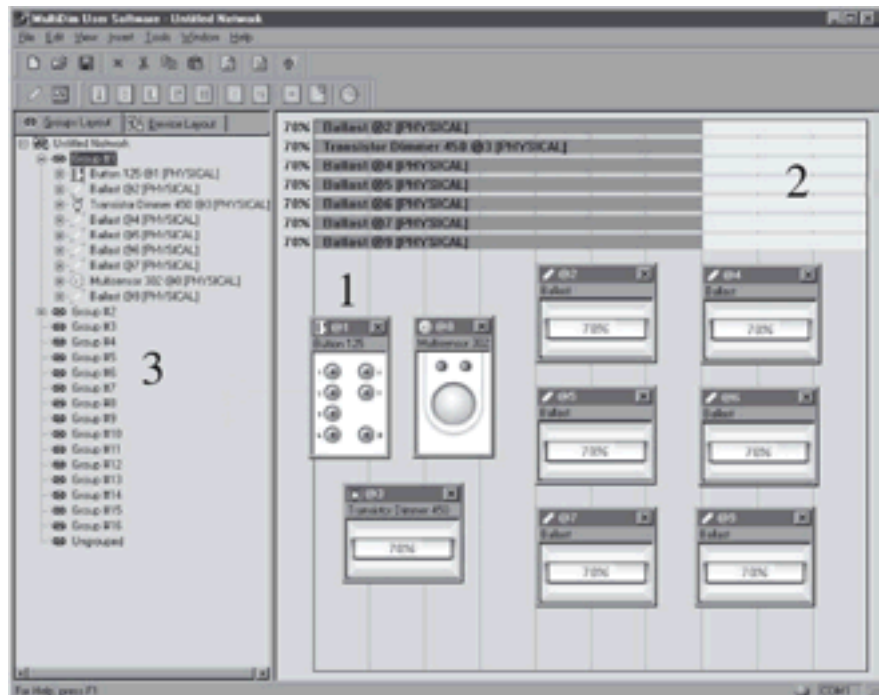 MultiDim User Software - Untitled Network
File Edit View Insert Tools Window Help
Groups Layout Device Layout
Untitled Network
Group #1
Button 125 @1 [PHYSICAL]
Ballast @2 [PHYSICAL]
Transistor Dimmer 450 @3 [PHYSICAL]
Ballast @4 [PHYSICAL]
Ballast @5 [PHYSICAL]
Ballast @6 [PHYSICAL]
Ballast @7 [PHYSICAL]
Multisensor 302 @8 [PHYSICAL]
Ballast @9 [PHYSICAL]
Group #2
Group #3
Group #4
Group #5
Group #6
Group #7
Group #8
Group #9
Group #10
Group #11
Group #12
Group #13
Group #14
Group #15
Group #16
Ungrouped
3
70% Ballast @2 [PHYSICAL]
70% Transistor Dimmer 450 @3 [PHYSICAL]
70% Ballast @4 [PHYSICAL]
70% Ballast @5 [PHYSICAL]
70% Ballast @6 [PHYSICAL]
70% Ballast @7 [PHYSICAL]
70% Ballast @9 [PHYSICAL]
2
1
@1
Button 125
@8
Multisensor 302
@2
Ballast
70%
@4
Ballast
70%
@5
Ballast
70%
@6
Ballast
70%
@3
Transistor Dimmer 450
70%
@7
Ballast
70%
@9
Ballast
70%
For Help, press F1
COM1